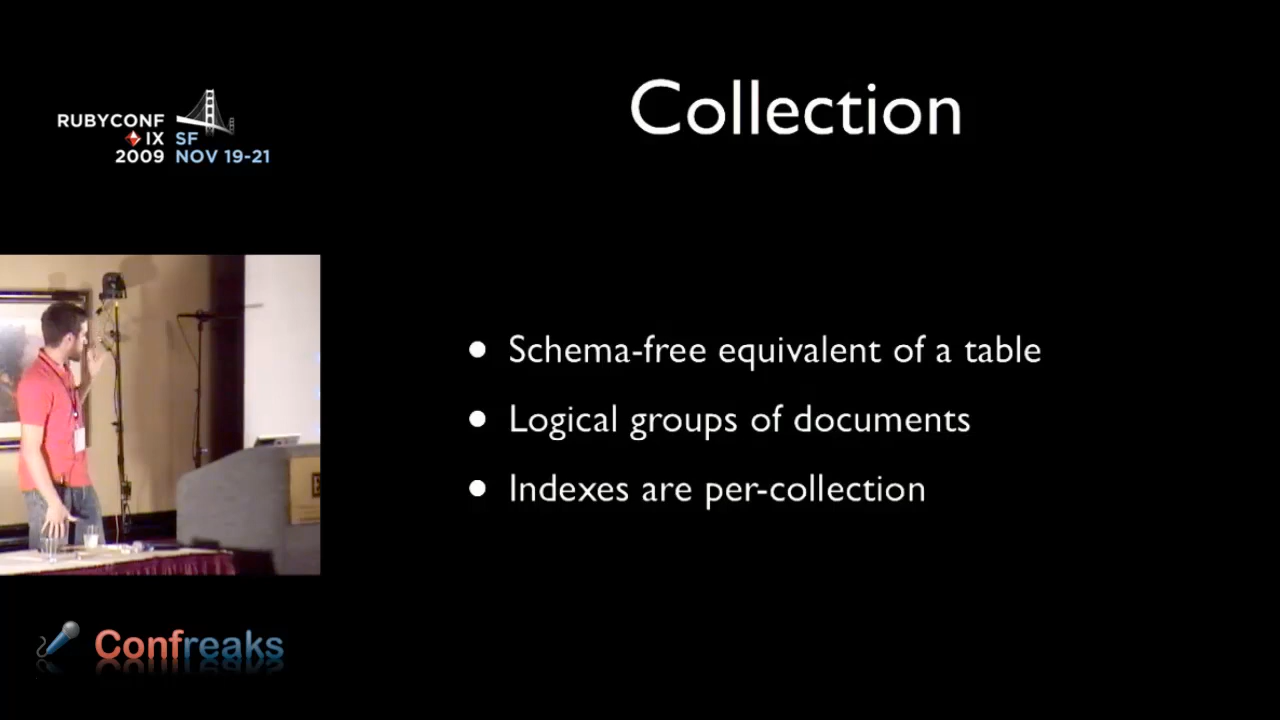 Collection
RUBYCONF
IX SF
2009 NOV 19-21
• Schema-free equivalent of a table
• Logical groups of documents
• Indexes are per-collection
Confreaks